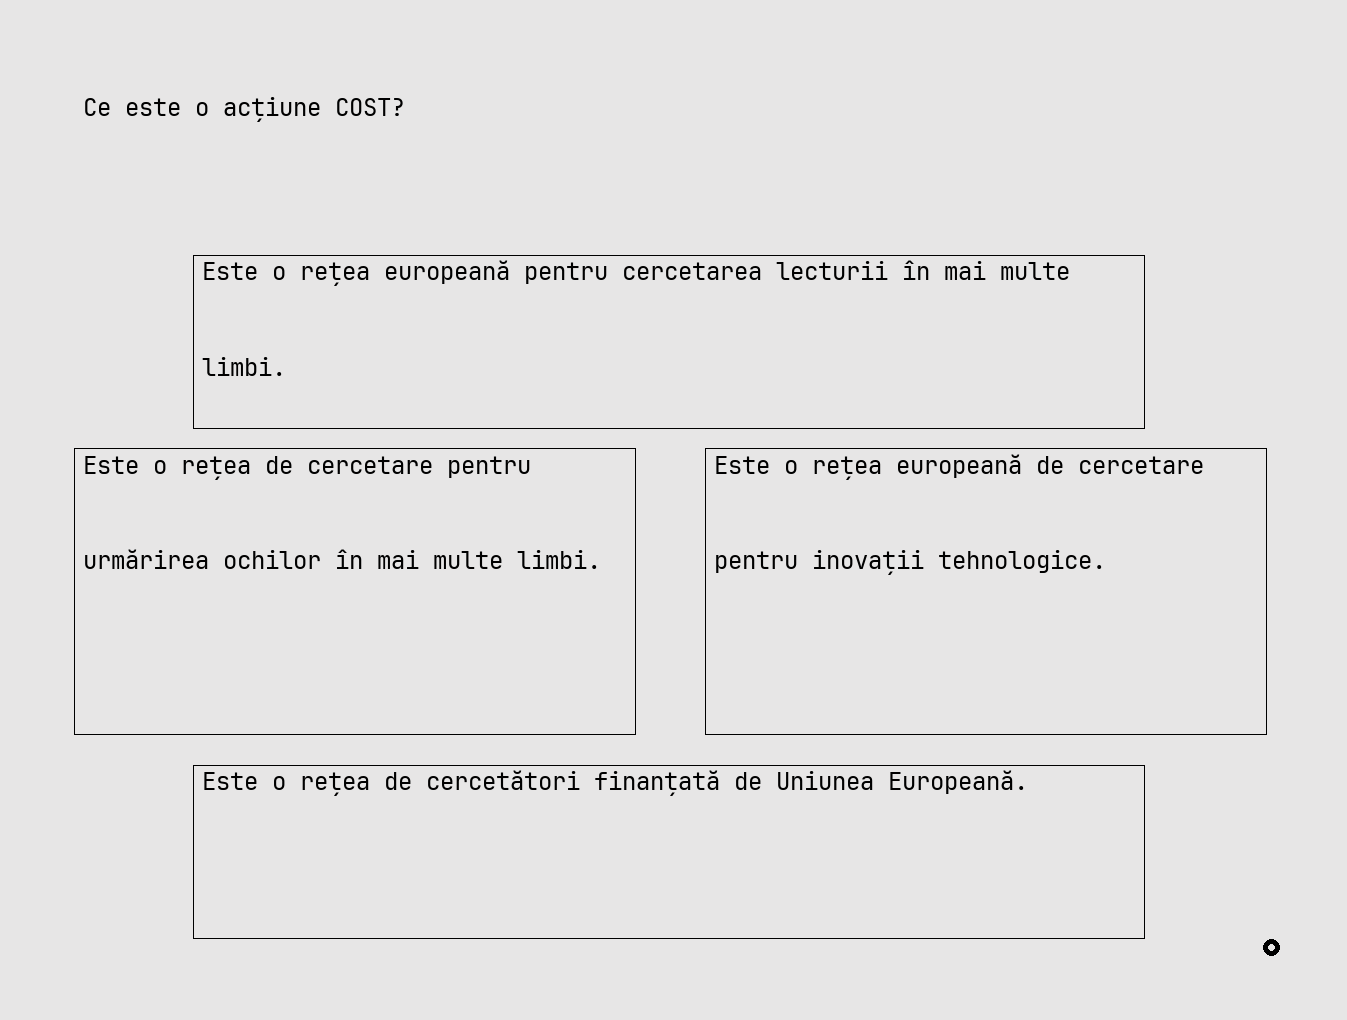 Ce este o acțiune COST?
Este o rețea europeană pentru cercetarea lecturii în mai multe
limbi.
Este o rețea de cercetare pentru
urmărirea ochilor în mai multe limbi.
Este o rețea europeană de cercetare
pentru inovații tehnologice.
Este o rețea de cercetători finanțată de Uniunea Europeană.